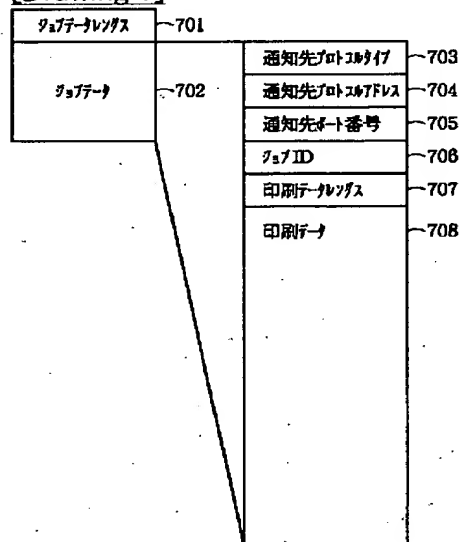 ジョブデータレングス 701
ジョブデータ 702
通知先プロトコルタイプ 703
通知先プロトコルアドレス 704
通知先ポート番号 705
ジョブID 706
印刷データレングス 707
印刷データ 708